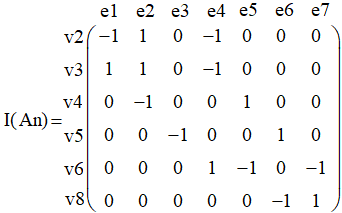 e1 e2 e3 e4 e5 e6 e7
v2 −1 1 0 −1 0 0 0
v3 1 1 0 −1 0 0 0
v4 0 −1 0 0 1 0 0
I(An)= v5 0 0 −1 0 0 1 0
v6 0 0 0 1 −1 0 −1
v8 0 0 0 0 0 −1 1